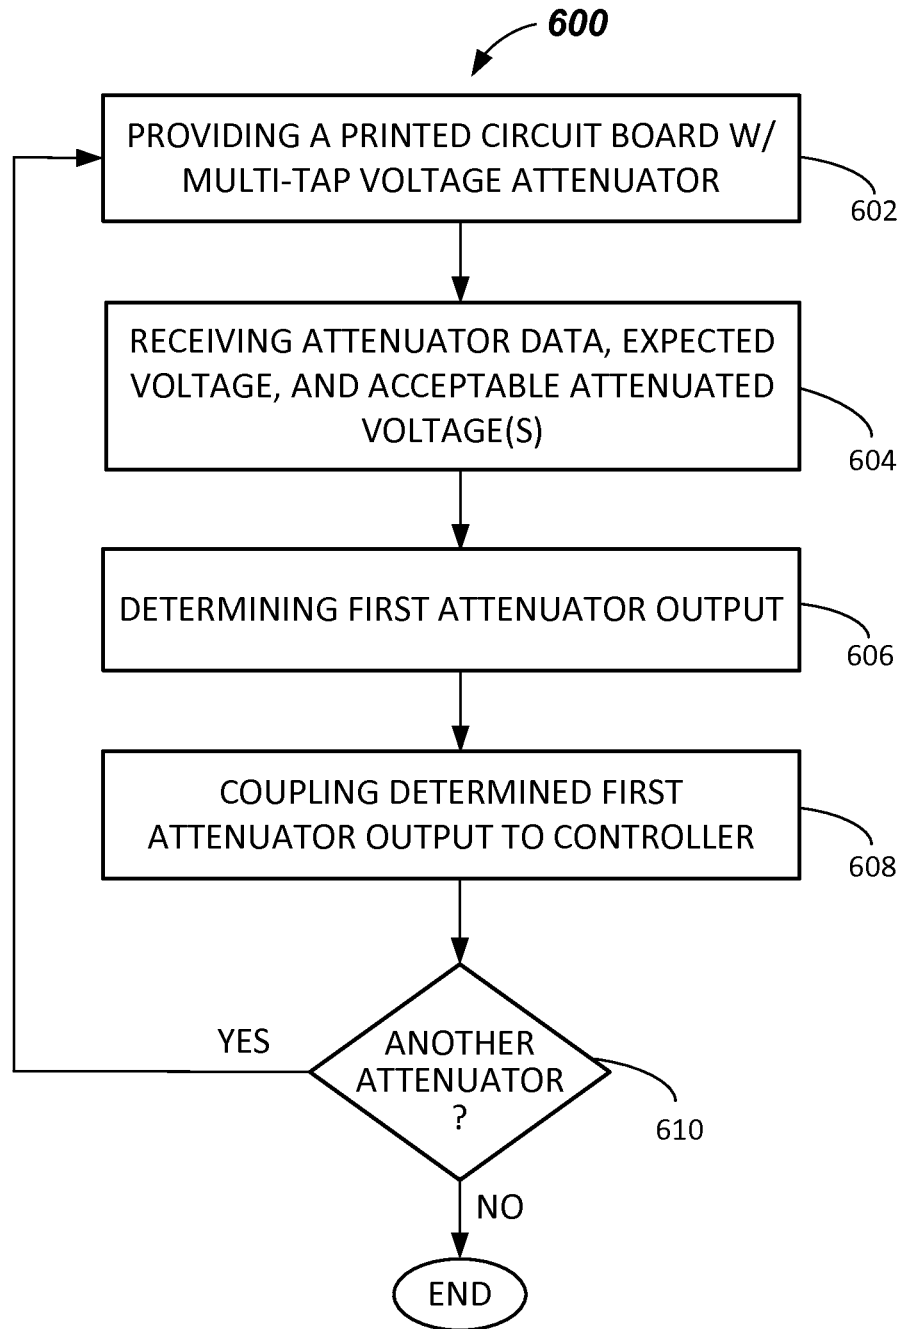 600
PROVIDING A PRINTED CIRCUIT BOARD W/
MULTI-TAP VOLTAGE ATTENUATOR
602
RECEIVING ATTENUATOR DATA, EXPECTED
VOLTAGE, AND ACCEPTABLE ATTENUATED
VOLTAGE(S)
604
DETERMINING FIRST ATTENUATOR OUTPUT
606
COUPLING DETERMINED FIRST
ATTENUATOR OUTPUT TO CONTROLLER
608
YES
ANOTHER
ATTENUATOR
?
610
NO
END